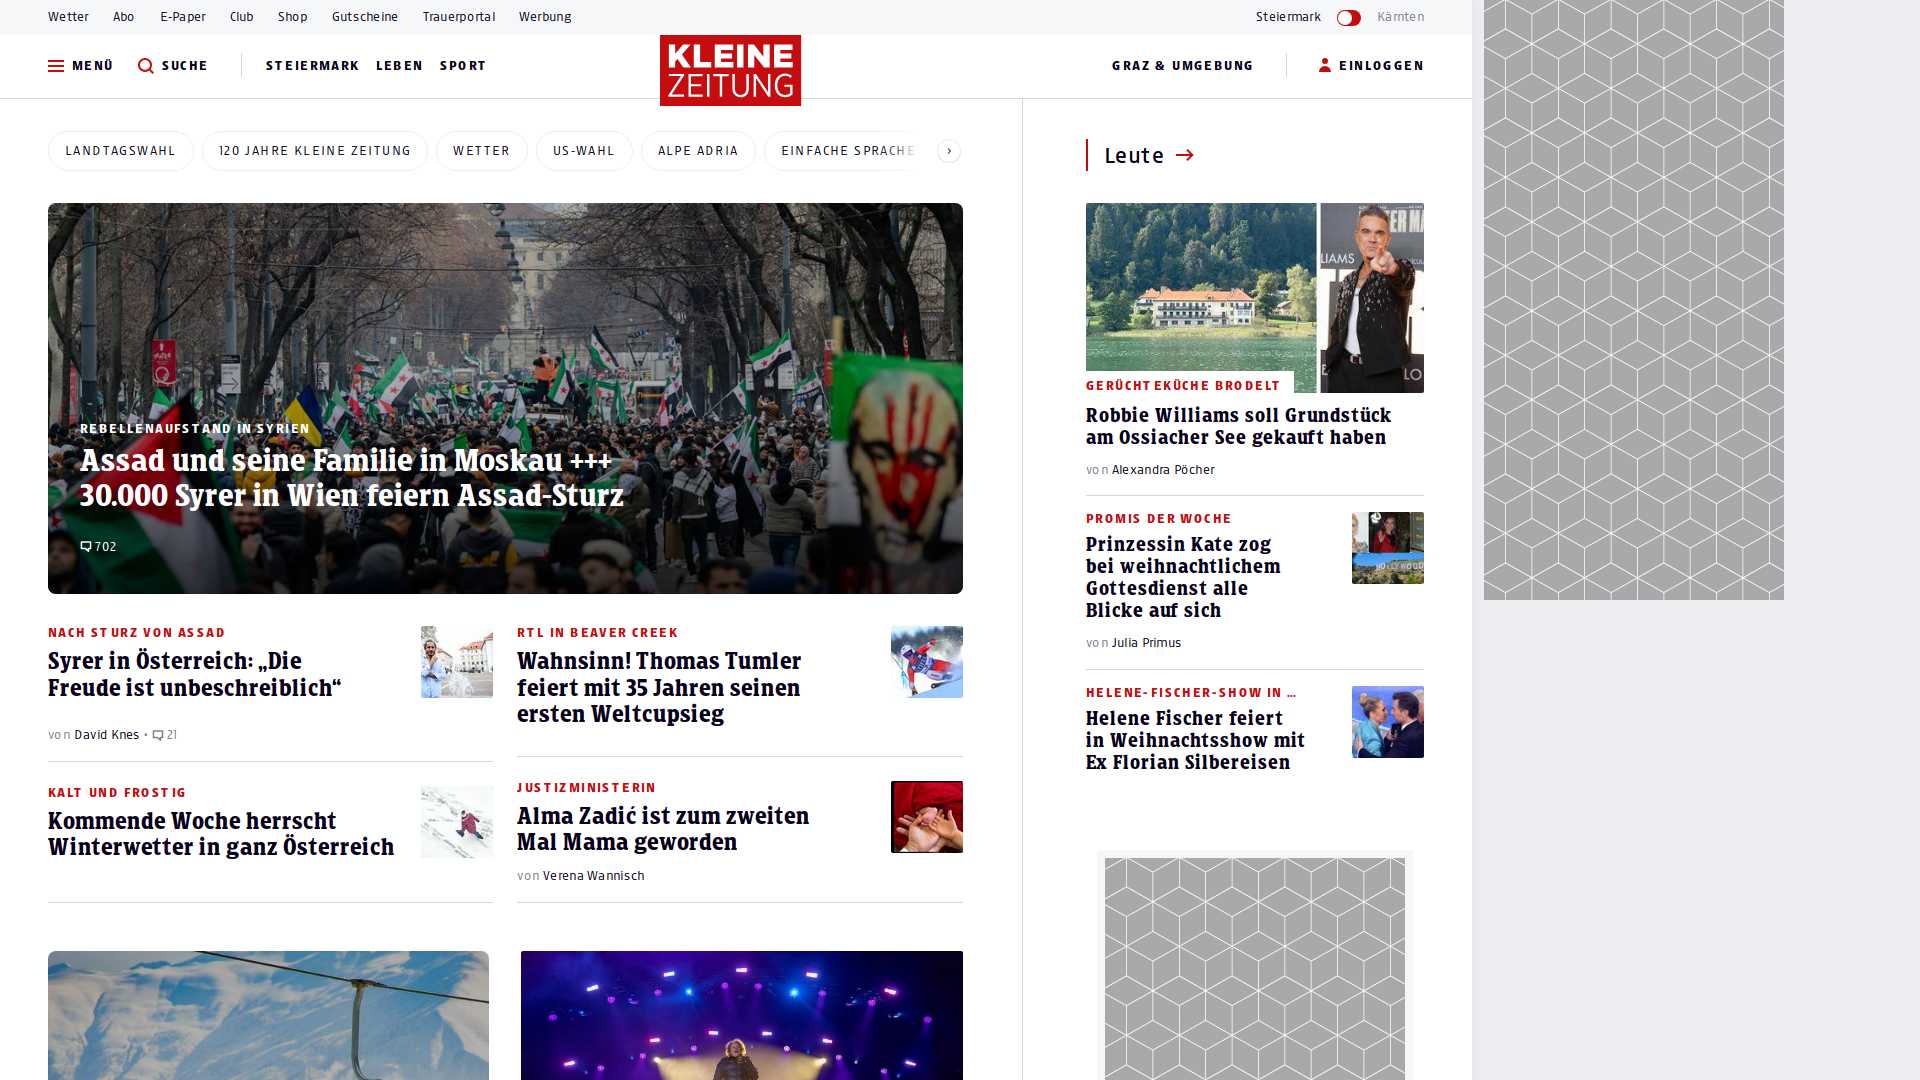 Wetter Abo E-Paper Club Shop Gutscheine Trauerportal Werbung
Steiermark Kärnten
MENÜ SUCHE STEIERMARK LEBEN SPORT
KLEINE
ZEITUNG
GRAZ & UMGEBUNG EINLOGGEN
LANDTAGSWAHL 120 JAHRE KLEINE ZEITUNG WETTER US-WAHL ALPE ADRIA EINFACHE SPRACHE
REBELLENAUFSTAND IN SYRIEN
Assad und seine Familie in Moskau +++
30.000 Syrer in Wien feiern Assad-Sturz
702
NACH STURZ VON ASSAD
Syrer in Österreich: „Die
Freude ist unbeschreiblich“
von David Knes • 21
RTL IN BEAVER CREEK
Wahnsinn! Thomas Tumler
feiert mit 35 Jahren seinen
ersten Weltcupsieg
KALT UND FROSTIG
Kommende Woche herrscht
Winterwetter in ganz Österreich
JUSTIZMINISTERIN
Alma Zadić ist zum zweiten
Mal Mama geworden
von Verena Wannisch
Leute
LIAMS
LO
GERÜCHTEKÜCHE BRODELT
Robbie Williams soll Grundstück
am Ossiacher See gekauft haben
von Alexandra Pöcher
PROMIS DER WOCHE
Prinzessin Kate zog
bei weihnachtlichem
Gottesdienst alle
Blicke auf sich
von Julia Primus
HOLLYWOOD
HELENE-FISCHER-SHOW IN ...
Helene Fischer feiert
in Weihnachtsshow mit
Ex Florian Silbereisen